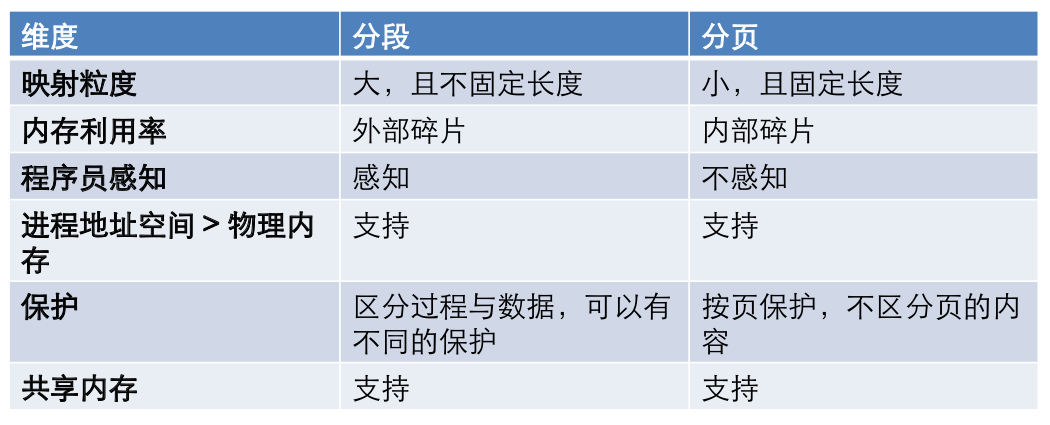 维度 分段 分页
映射粒度 大，且不固定长度 小，且固定长度
内存利用率 外部碎片 内部碎片
程序员感知 感知 不感知
进程地址空间 > 物理内存 支持 支持
保护 区分过程与数据，可以有不同的保护 按页保护，不区分页的内容
共享内存 支持 支持